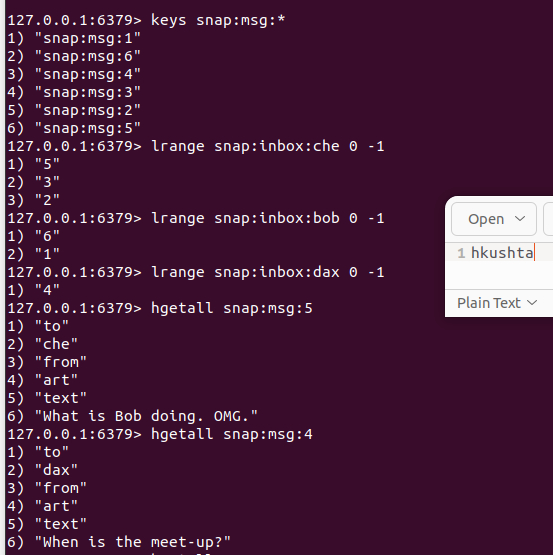 127.0.0.1:6379> keys snap:msg:*
1) "snap:msg:1"
2) "snap:msg:6"
3) "snap:msg:4"
4) "snap:msg:3"
5) "snap:msg:2"
6) "snap:msg:5"
127.0.0.1:6379> lrange snap:inbox:che 0 -1
1) "5"
2) "3"
3) "2"
127.0.0.1:6379> lrange snap:inbox:bob 0 -1
1) "6"
2) "1"
127.0.0.1:6379> lrange snap:inbox:dax 0 -1
1) "4"
127.0.0.1:6379> hgetall snap:msg:5
1) "to"
2) "che"
3) "from"
4) "art"
5) "text"
6) "What is Bob doing. OMG."
127.0.0.1:6379> hgetall snap:msg:4
1) "to"
2) "dax"
3) "from"
4) "art"
5) "text"
6) "When is the meet-up?"
Open
1 hkushta
Plain Text